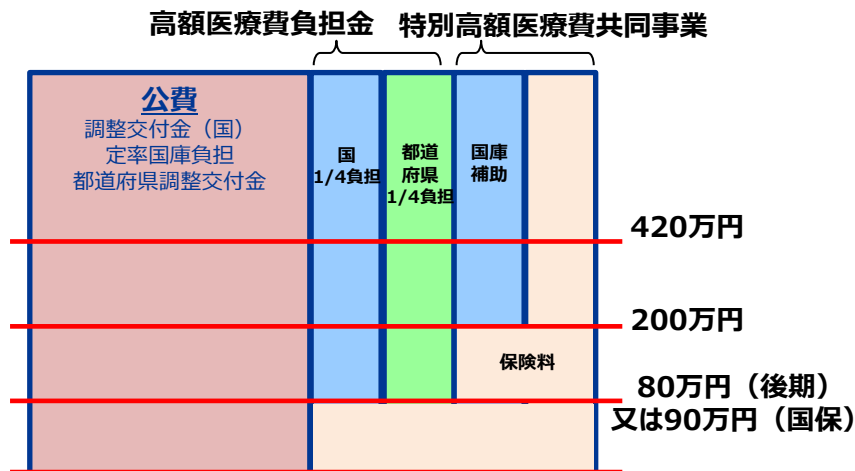 高額医療費負担金 特別高額医療費共同事業
公費
調整交付金（国）
定率国庫負担
都道府県調整交付金
国
1/4負担
都道
府県
1/4負担
国庫
補助
420万円
200万円
保険料
80万円（後期）
又は90万円（国保）